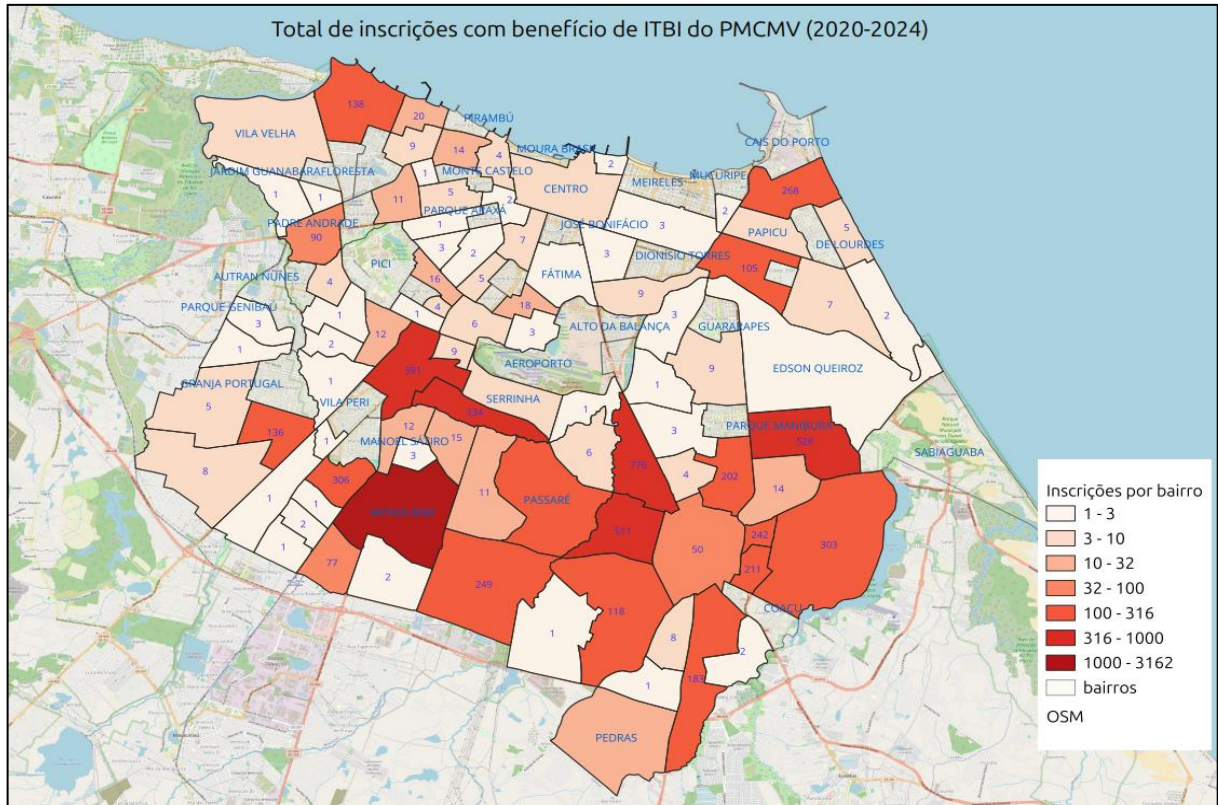 Total de inscrições com benefício de ITBI do PMCMV (2020-2024)
138
20
PIRAMBÚ
VILA VELHA
9
14
4
MOURA BRASIL
CAIS DO PORTO
2
JARDIM GUANABARA
FLORESTA
1
MONTE CASTELO
CENTRO
MEIRELES
MUCURIPE
268
1
1
11
5
2
2
PADRE ANDRADE
PARQUE ARAXÁ
1
JOSÉ BONIFÁCIO
3
PAPICU
5
90
3
2
7
3
DIONISIO TORRES
DE LOURDES
PICI
105
AUTRAN NUNES
4
16
5
FÁTIMA
9
7
2
PARQUE GENIBAÚ
3
1
1
4
18
3
3
ALTO DA BALANÇA
GUARARAPES
1
2
12
6
9
AEROPORTO
9
EDSON QUEIROZ
GRANJA PORTUGAL
1
391
SERRINHA
1
5
VILA PERI
334
1
3
PARQUE MANIBURA
136
1
MANOEL SÁTIRO
12
15
528
SABIAGUABA
8
3
6
776
4
202
306
11
PASSARÉ
14
1
1
2
511
50
242
303
1
77
2
249
211
118
COAÇU
1
8
2
1
183
PEDRAS
Inscrições por bairro
1 - 3
3 - 10
10 - 32
32 - 100
100 - 316
316 - 1000
1000 - 3162
bairros
OSM